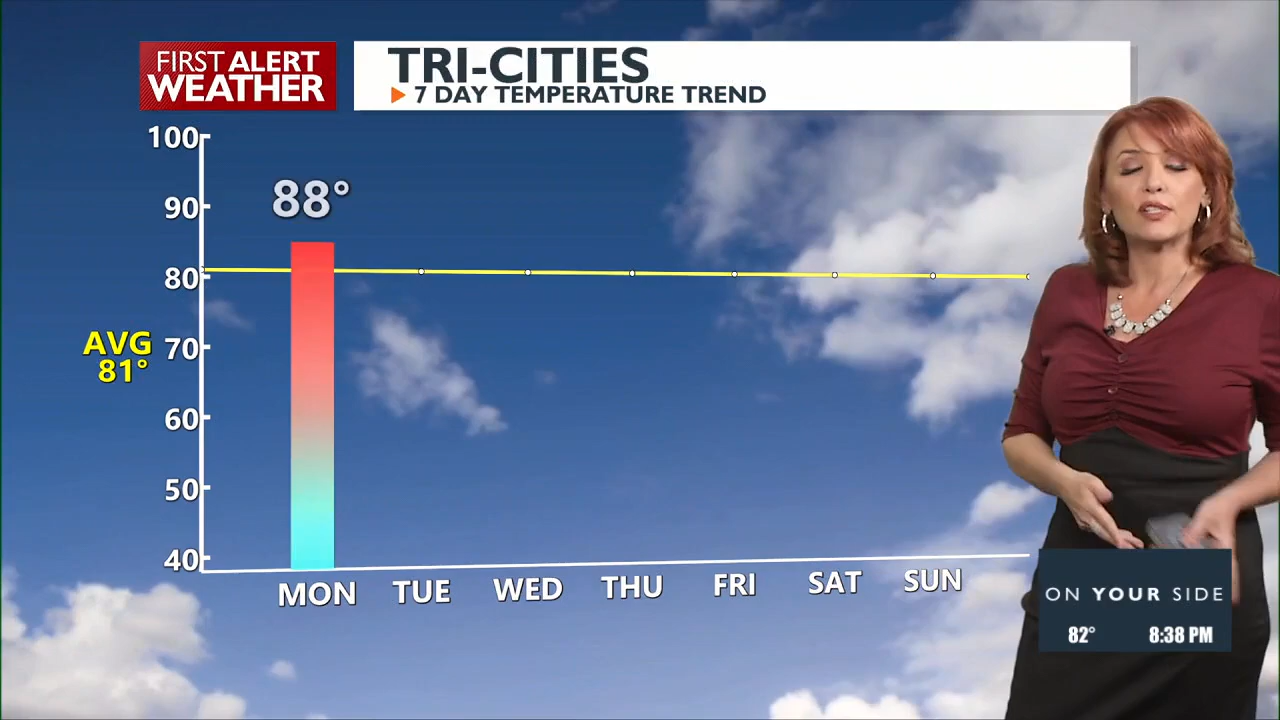 FIRST ALERT
WEATHER
TRI-CITIES
7 DAY TEMPERATURE TREND
100
90
88°
80
AVG
81°
70
60
50
40
MON TUE WED THU FRI SAT SUN
ON YOUR SIDE
82° 8:38 PM